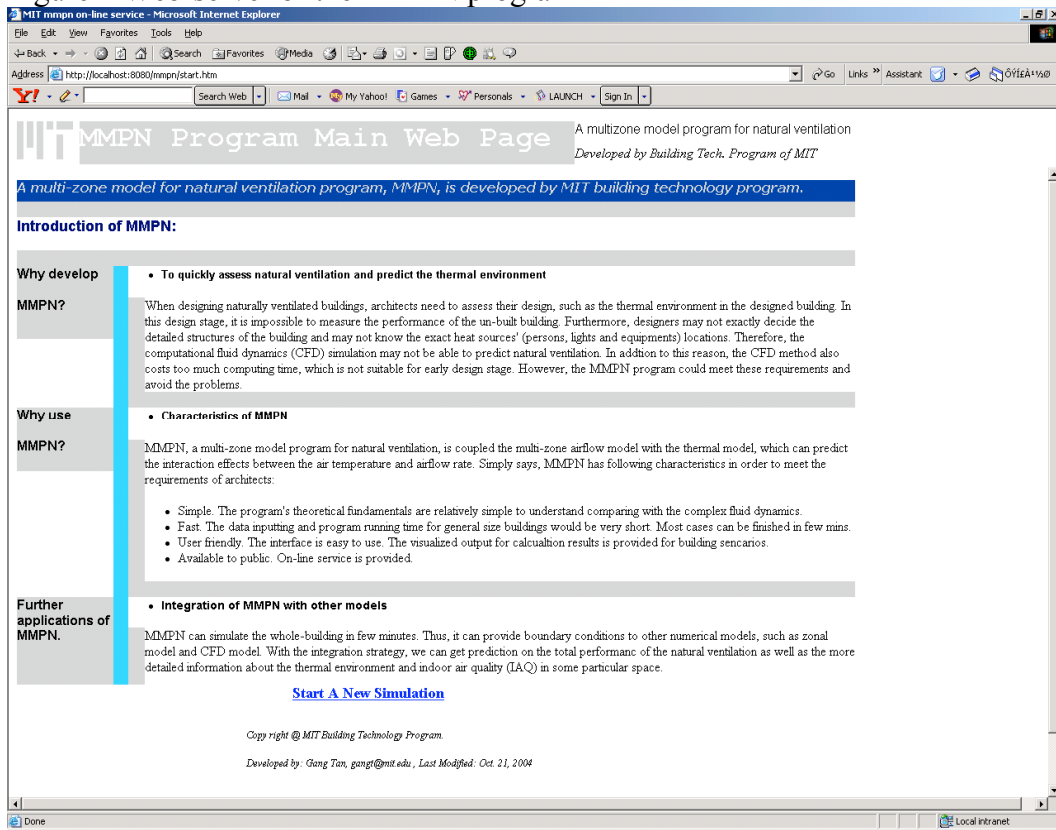 MIT mmpn on-line service - Microsoft Internet Explorer
File Edit View Favorites Tools Help
Back Search Favorites Media
Address http://localhost:8080/mmpn/start.htm Go Links » Assistant
Y! Search Web Mail My Yahoo! Games Personals LAUNCH Sign In
MIT MMPN Program Main Web Page
A multizone model program for natural ventilation
Developed by Building Tech. Program of MIT
A multi-zone model for natural ventilation program, MMPN, is developed by MIT building technology program.
Introduction of MMPN:
Why develop
MMPN?
• To quickly assess natural ventilation and predict the thermal environment
When designing naturally ventilated buildings, architects need to assess their design, such as the thermal environment in the designed building. In
this design stage, it is impossible to measure the performance of the un-built building. Furthermore, designers may not exactly decide the
detailed structures of the building and may not know the exact heat sources' (persons, lights and equipments) locations. Therefore, the
computational fluid dynamics (CFD) simulation may not be able to predict natural ventilation. In addtion to this reason, the CFD method also
costs too much computing time, which is not suitable for early design stage. However, the MMPN program could meet these requirements and
avoid the problems.
Why use
MMPN?
• Characteristics of MMPN
MMPN, a multi-zone model program for natural ventilation, is coupled the multi-zone airflow model with the thermal model, which can predict
the interaction effects between the air temperature and airflow rate. Simply says, MMPN has following characteristics in order to meet the
requirements of architects:
• Simple. The program's theoretical fundamentals are relatively simple to understand comparing with the complex fluid dynamics.
• Fast. The data inputting and program running time for general size buildings would be very short. Most cases can be finished in few mins.
• User friendly. The interface is easy to use. The visualized output for calcualtion results is provided for building sencarios.
• Available to public. On-line service is provided.
Further
applications of
MMPN.
• Integration of MMPN with other models
MMPN can simulate the whole-building in few minutes. Thus, it can provide boundary conditions to other numerical models, such as zonal
model and CFD model. With the integration strategy, we can get prediction on the total performanc of the natural ventilation as well as the more
detailed information about the thermal environment and indoor air quality (IAQ) in some particular space.
Start A New Simulation
Copy right @ MIT Building Technology Program.
Developed by: Gang Tan, gangt@mit.edu , Last Modified: Oct. 21, 2004
Done
Local intranet